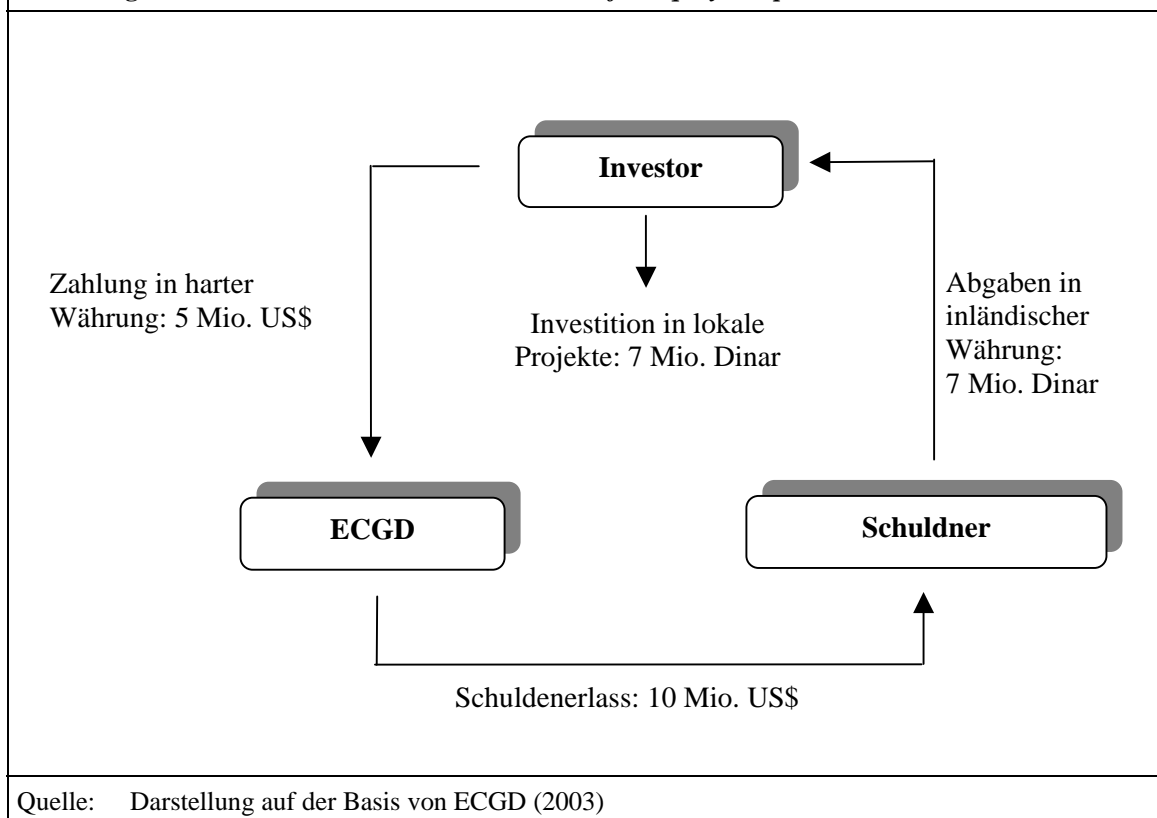 Investor
Zahlung in harter
Währung: 5 Mio. US$
Investition in lokale
Projekte: 7 Mio. Dinar
Abgaben in
inländischer
Währung:
7 Mio. Dinar
ECGD
Schuldner
Schuldenerlass: 10 Mio. US$
Quelle: Darstellung auf der Basis von ECGD (2003)